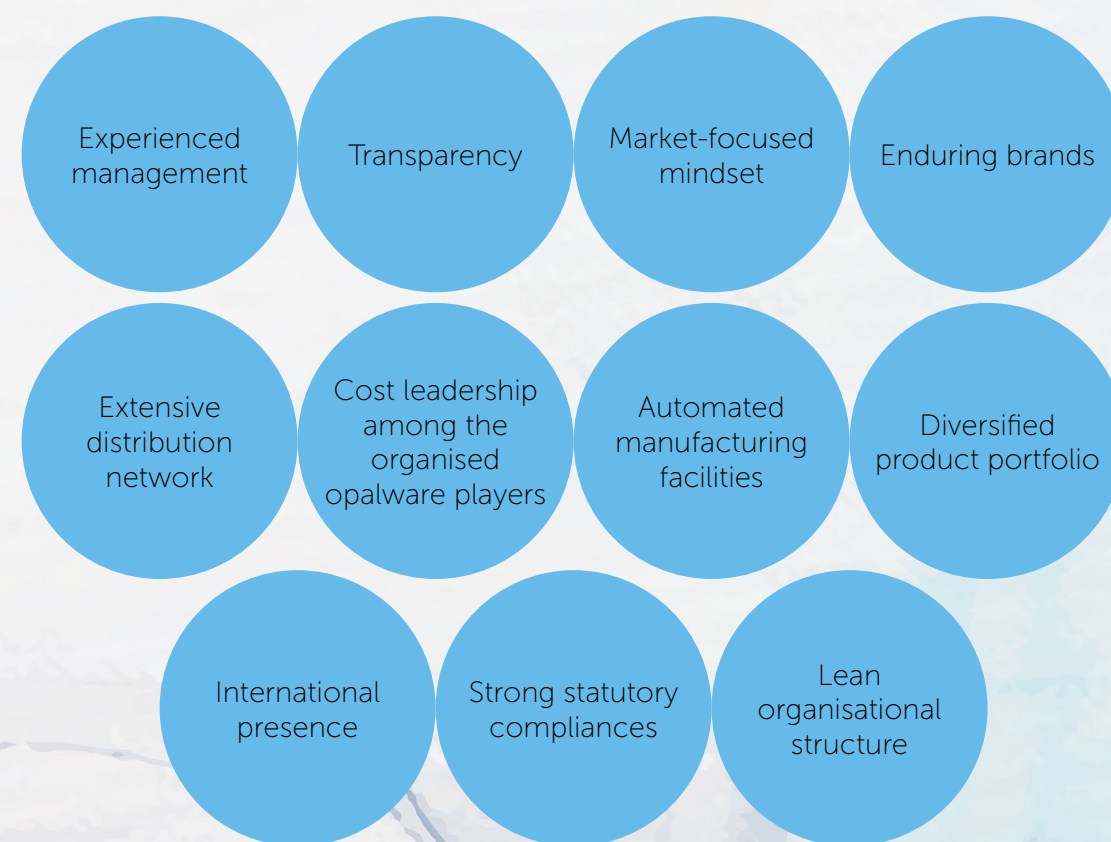 Experienced
management
Transparency
Market-focused
mindset
Enduring brands
Extensive
distribution
network
Cost leadership
among the
organised
opalware players
Automated
manufacturing
facilities
Diversified
product portfolio
International
presence
Strong statutory
compliances
Lean
organisational
structure